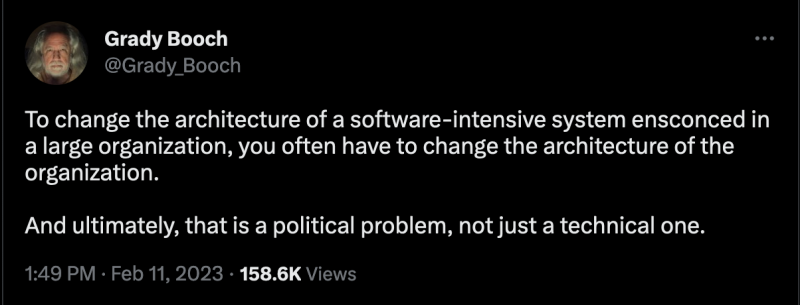 Grady Booch
@Grady_Booch
To change the architecture of a software-intensive system ensconced in
a large organization, you often have to change the architecture of the
organization.
And ultimately, that is a political problem, not just a technical one.
1:49 PM · Feb 11, 2023 · 158.6K Views